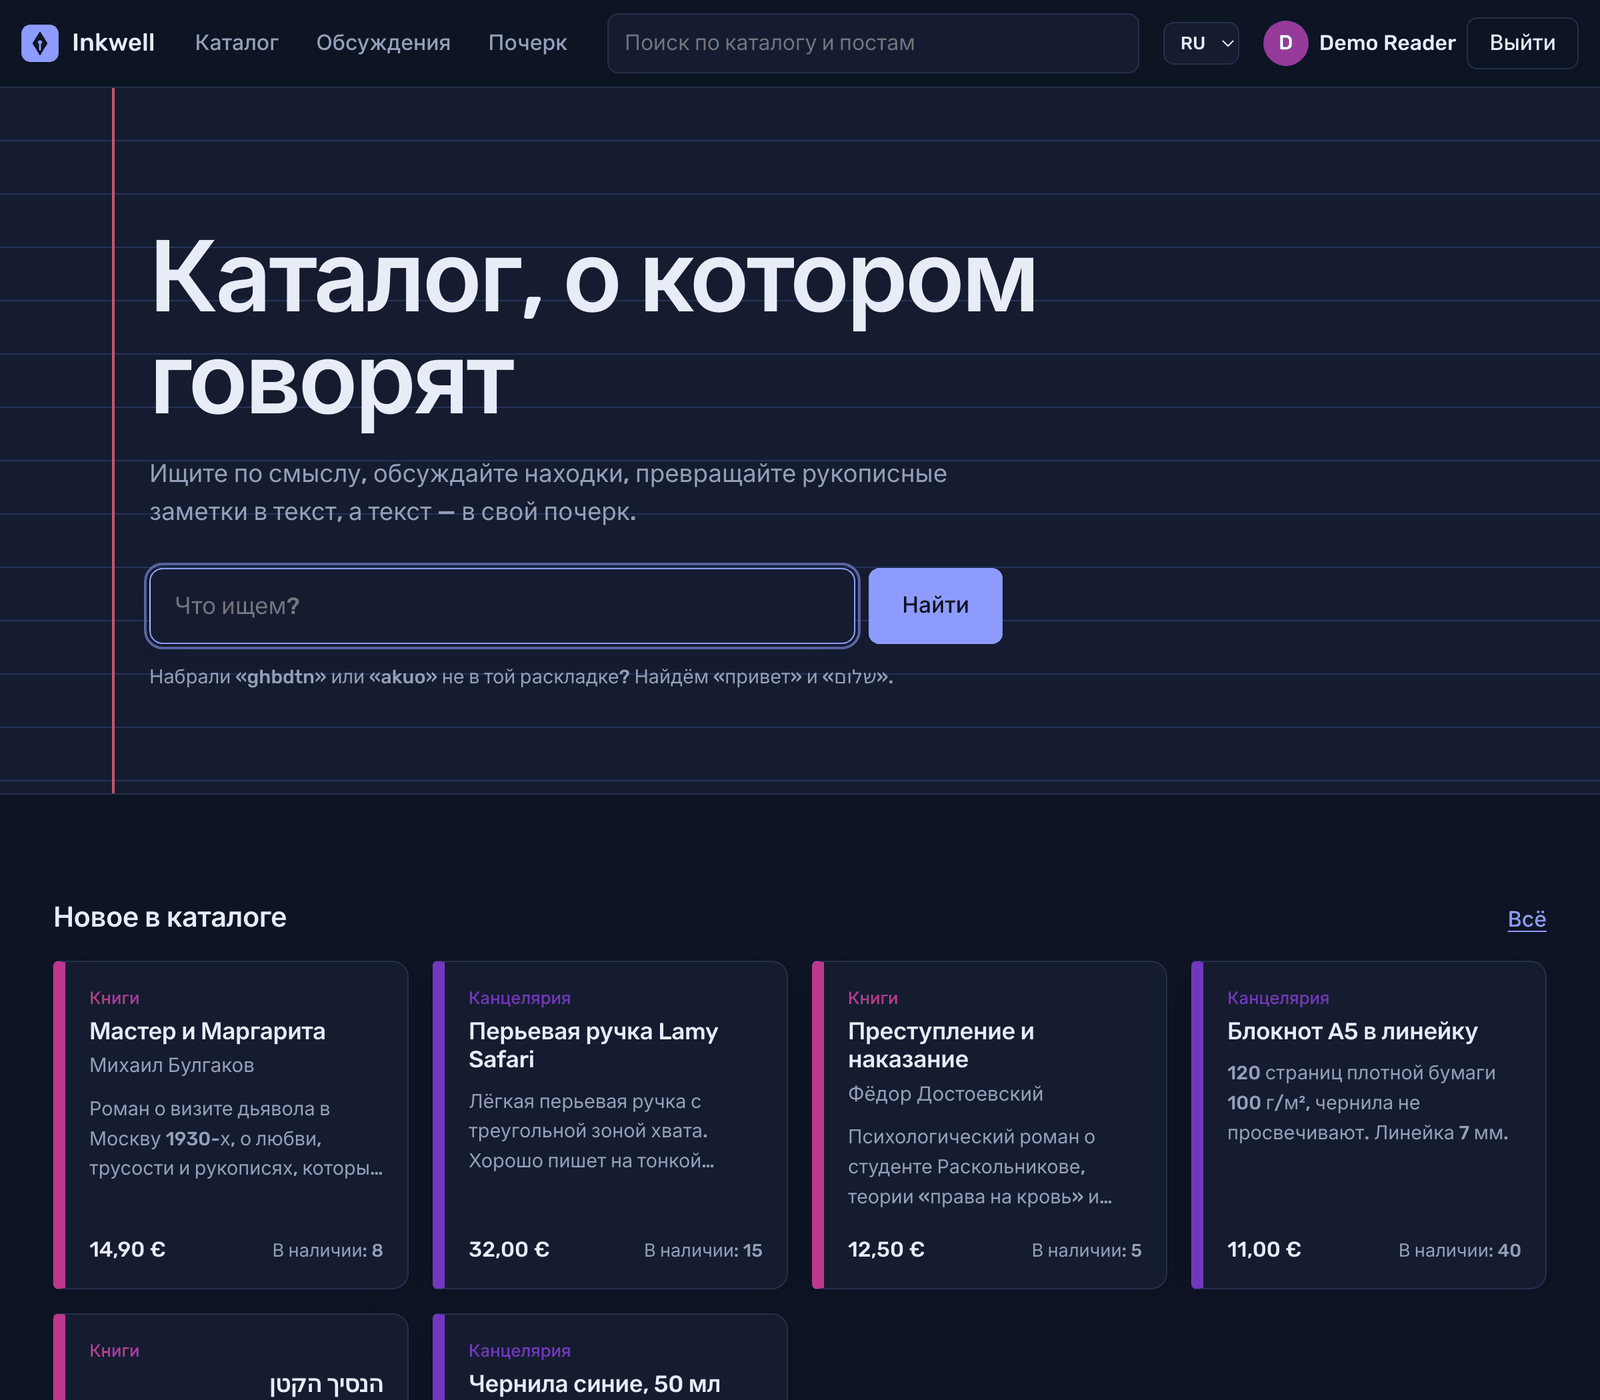 Inkwell Каталог Обсуждения Почерк Поиск по каталогу и постам RU D Demo Reader Выйти
Каталог, о котором
говорят
Ищите по смыслу, обсуждайте находки, превращайте рукописные
заметки в текст, а текст — в свой почерк.
Что ищем? Найти
Набрали «ghbdtn» или «akuo» не в той раскладке? Найдём «привет» и «שלום».
Новое в каталоге Всё
Книги
Мастер и Маргарита
Михаил Булгаков
Роман о визите дьявола в
Москву 1930-х, о любви,
трусости и рукописях, которы…
14,90 € В наличии: 8
Канцелярия
Перьевая ручка Lamy
Safari
Лёгкая перьевая ручка с
треугольной зоной хвата.
Хорошо пишет на тонкой…
32,00 € В наличии: 15
Книги
Преступление и
наказание
Фёдор Достоевский
Психологический роман о
студенте Раскольникове,
теории «права на кровь» и…
12,50 € В наличии: 5
Канцелярия
Блокнот А5 в линейку
120 страниц плотной бумаги
100 г/м², чернила не
просвечивают. Линейка 7 мм.
11,00 € В наличии: 40
Книги
הנסיך הקטן
Канцелярия
Чернила синие, 50 мл